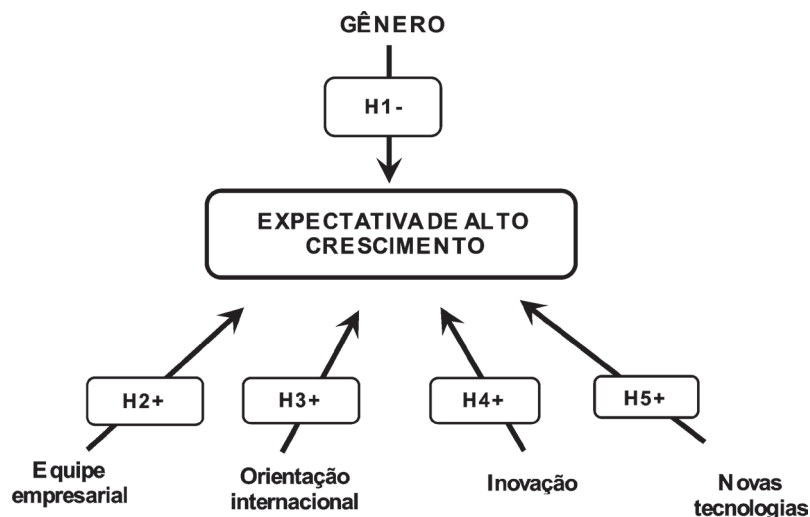 GÊNERO
H1-
EXPECTATIVA DE ALTO
CRESCIMENTO
H2+
H3+
H4+
H5+
Equipe
empresarial
Orientação
internacional
Inovação
Novas
tecnologias